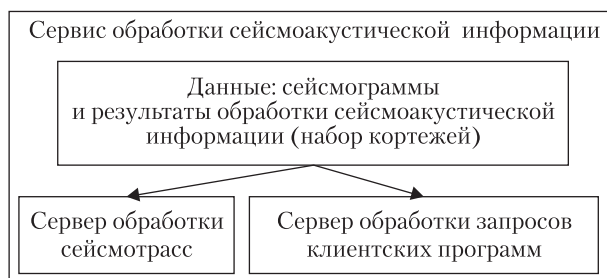 Сервис обработки сейсмоакустической информации
Данные: сейсмограммы
и результаты обработки сейсмоакустической
информации (набор кортежей)
Сервер обработки
сейсмотрасс
Сервер обработки запросов
клиентских программ